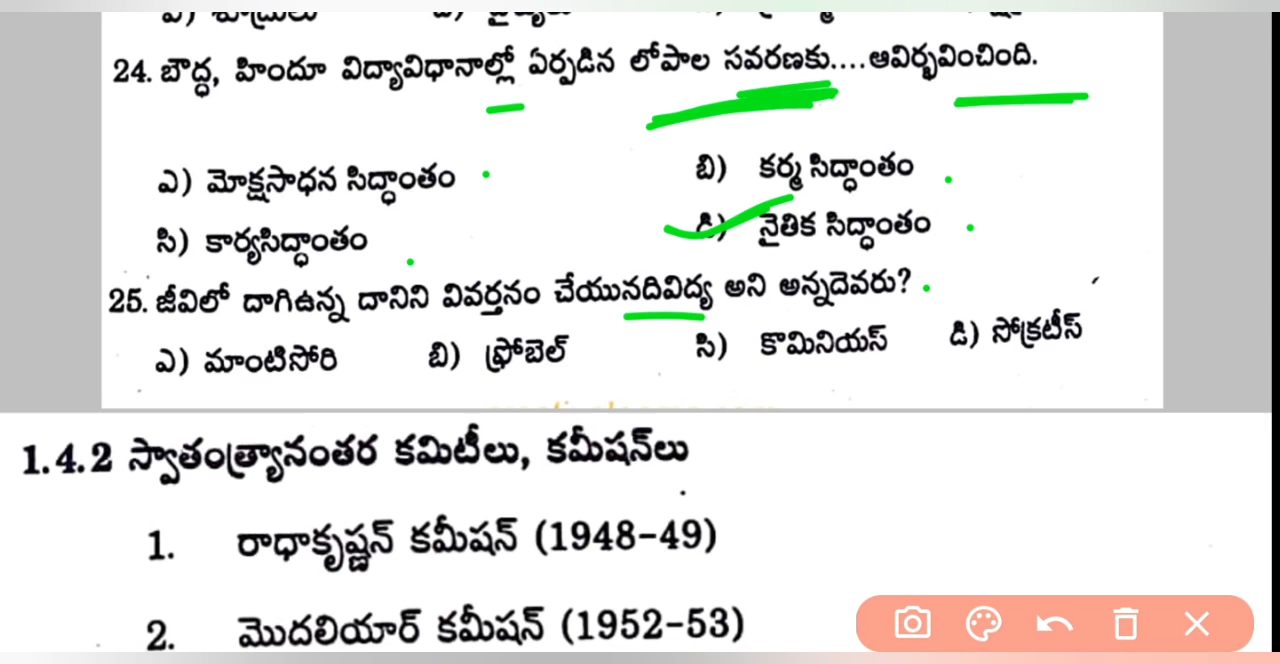 24. బౌద్ధ, హిందూ విద్యావిధానాల్లో ఏర్పడిన లోపాల సవరణకు....ఆవిర్భవించింది.
ఎ) మోక్షసాధన సిద్ధాంతం బి) కర్మ సిద్ధాంతం
సి) కార్యసిద్ధాంతం డి) నైతిక సిద్ధాంతం
25. జీవిలో దాగిఉన్న దానిని వివర్తనం చేయునదివిద్య అని అన్నదెవరు?
ఎ) మాంటిసోరి బి) ఫ్రోబెల్ సి) కొమినియస్ డి) సోక్రటీస్
1.4.2 స్వాతంత్ర్యానంతర కమిటీలు, కమీషన్‌లు
1. రాధాకృష్ణన్ కమీషన్ (1948-49)
2. మొదలియార్ కమీషన్ (1952-53)